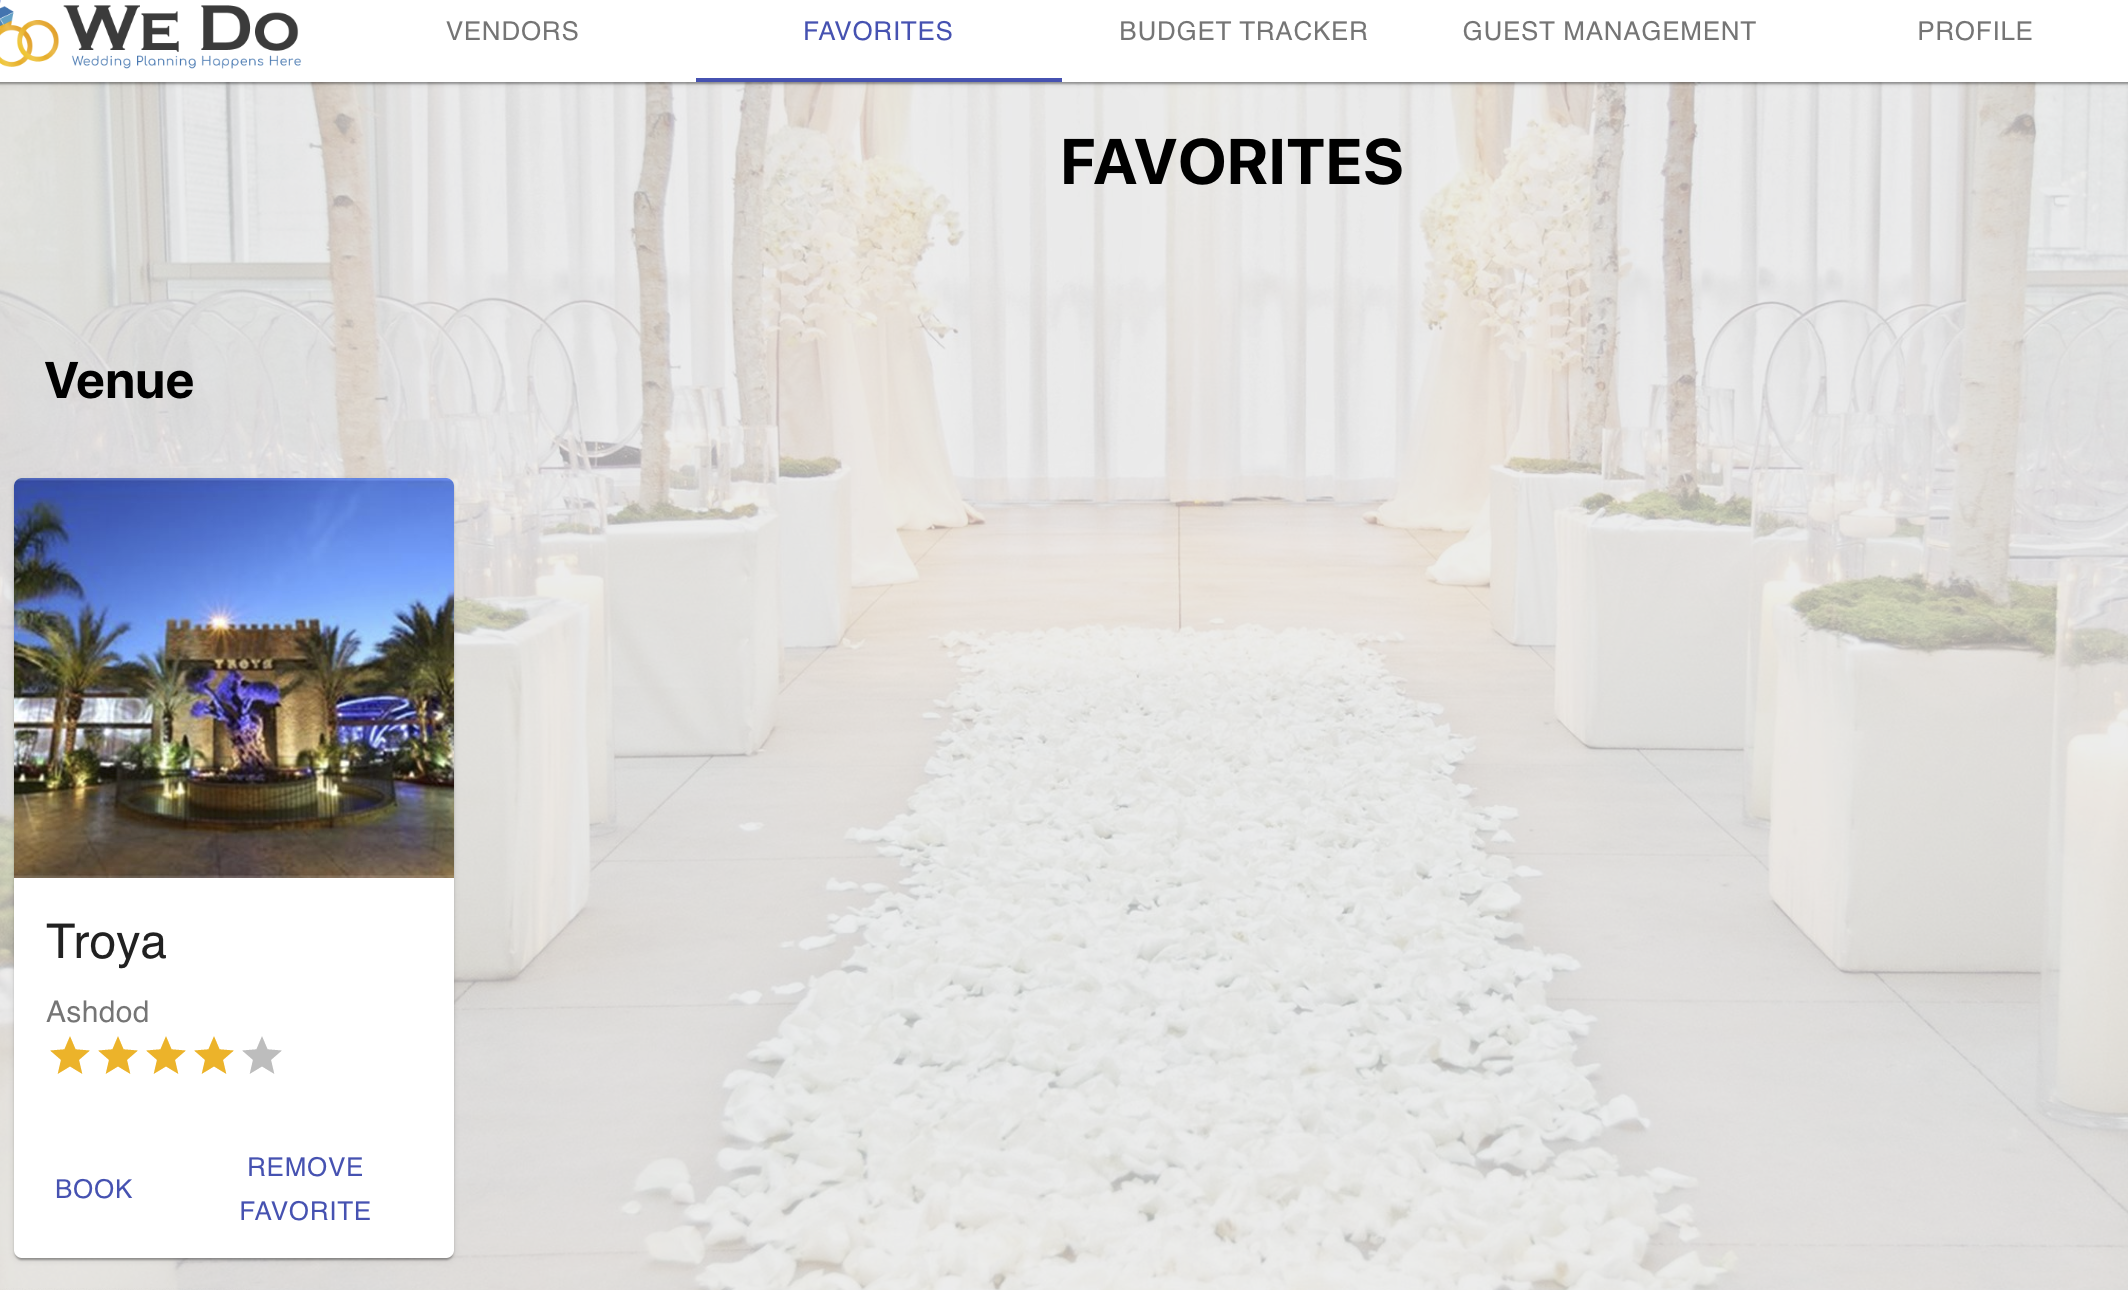 WE DO
Wedding Planning Happens Here
VENDORS
FAVORITES
BUDGET TRACKER
GUEST MANAGEMENT
PROFILE
FAVORITES
Venue
TROYA
Troya
Ashdod
BOOK
REMOVE
FAVORITE